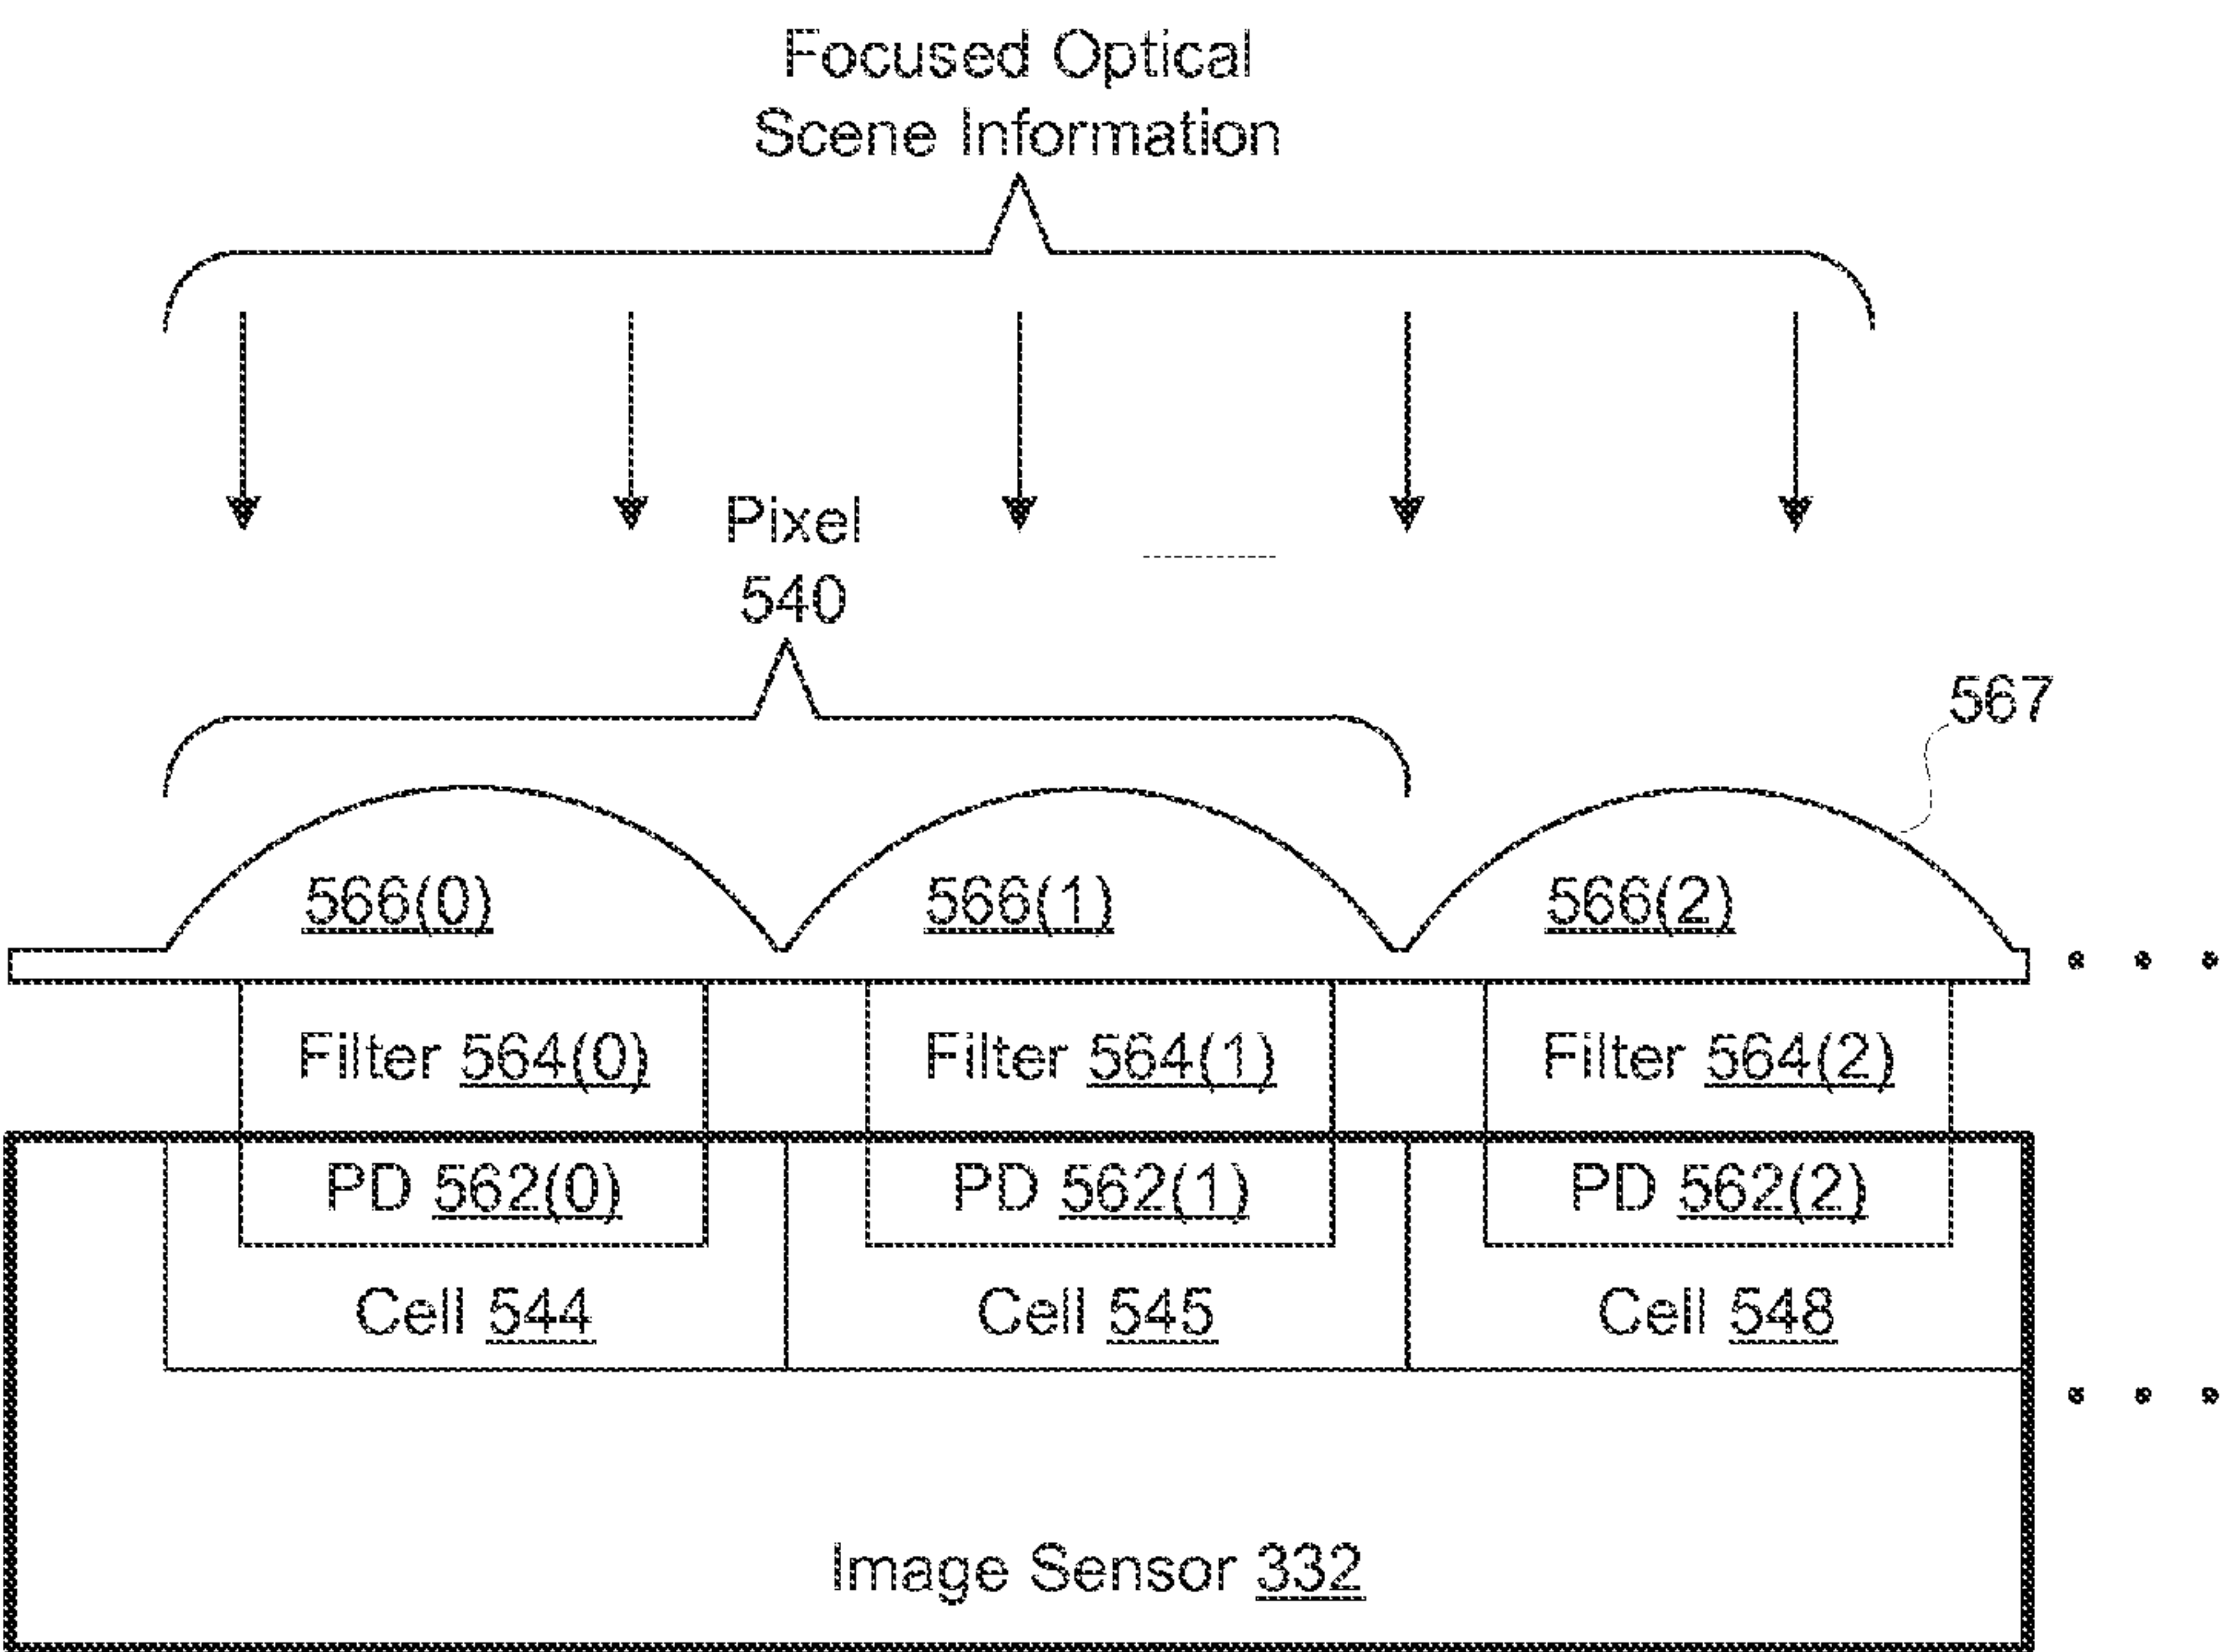 Focused Optical
Scene Information
Pixel
540
567
566(0) 566(1) 566(2)
Filter 564(0) Filter 564(1) Filter 564(2)
PD 562(0) PD 562(1) PD 562(2)
Cell 544 Cell 545 Cell 548
Image Sensor 332